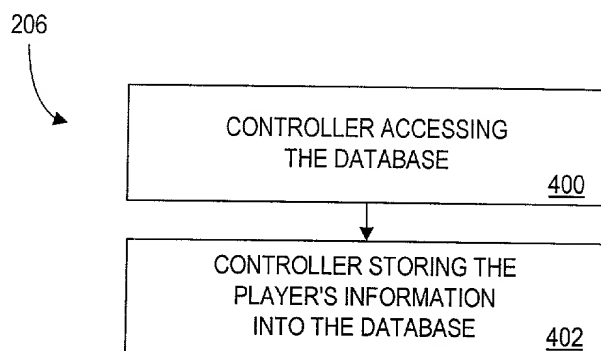 206
CONTROLLER ACCESSING
THE DATABASE
400
CONTROLLER STORING THE
PLAYER'S INFORMATION
INTO THE DATABASE
402